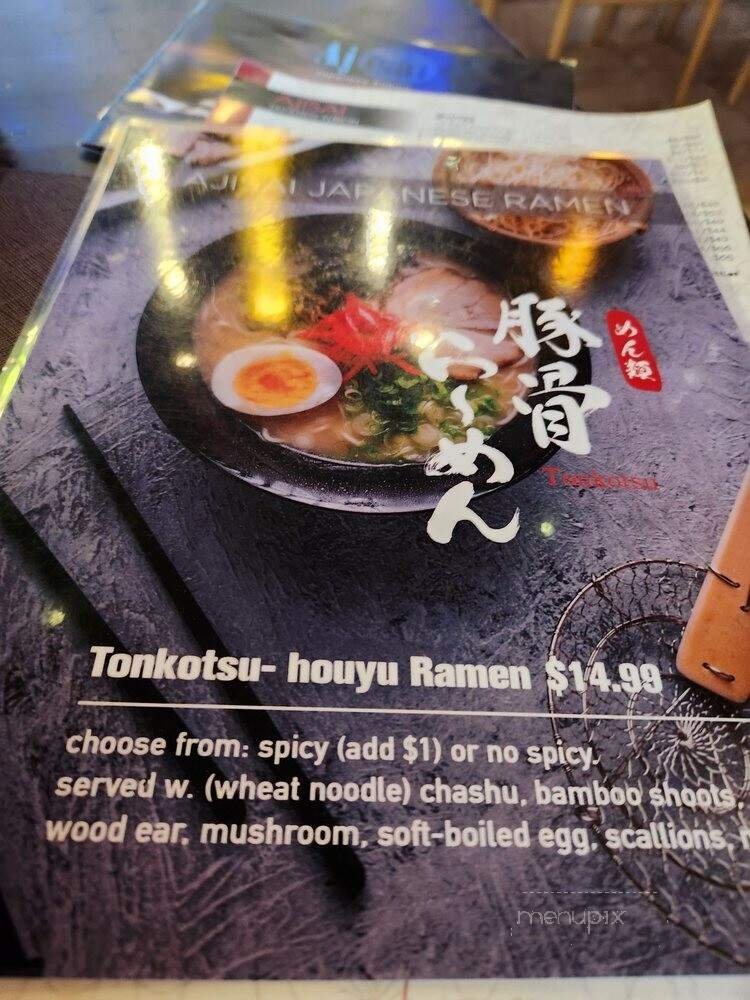 AJISAI
AJISAI JAPANESE RAMEN
豚骨
らーめん
めん類
Tonkotsu
Tonkotsu- houyu Ramen $14.99
choose from: spicy (add $1) or no spicy.
served w. (wheat noodle) chashu, bamboo shoots,
wood ear, mushroom, soft-boiled egg, scallions,
menupix